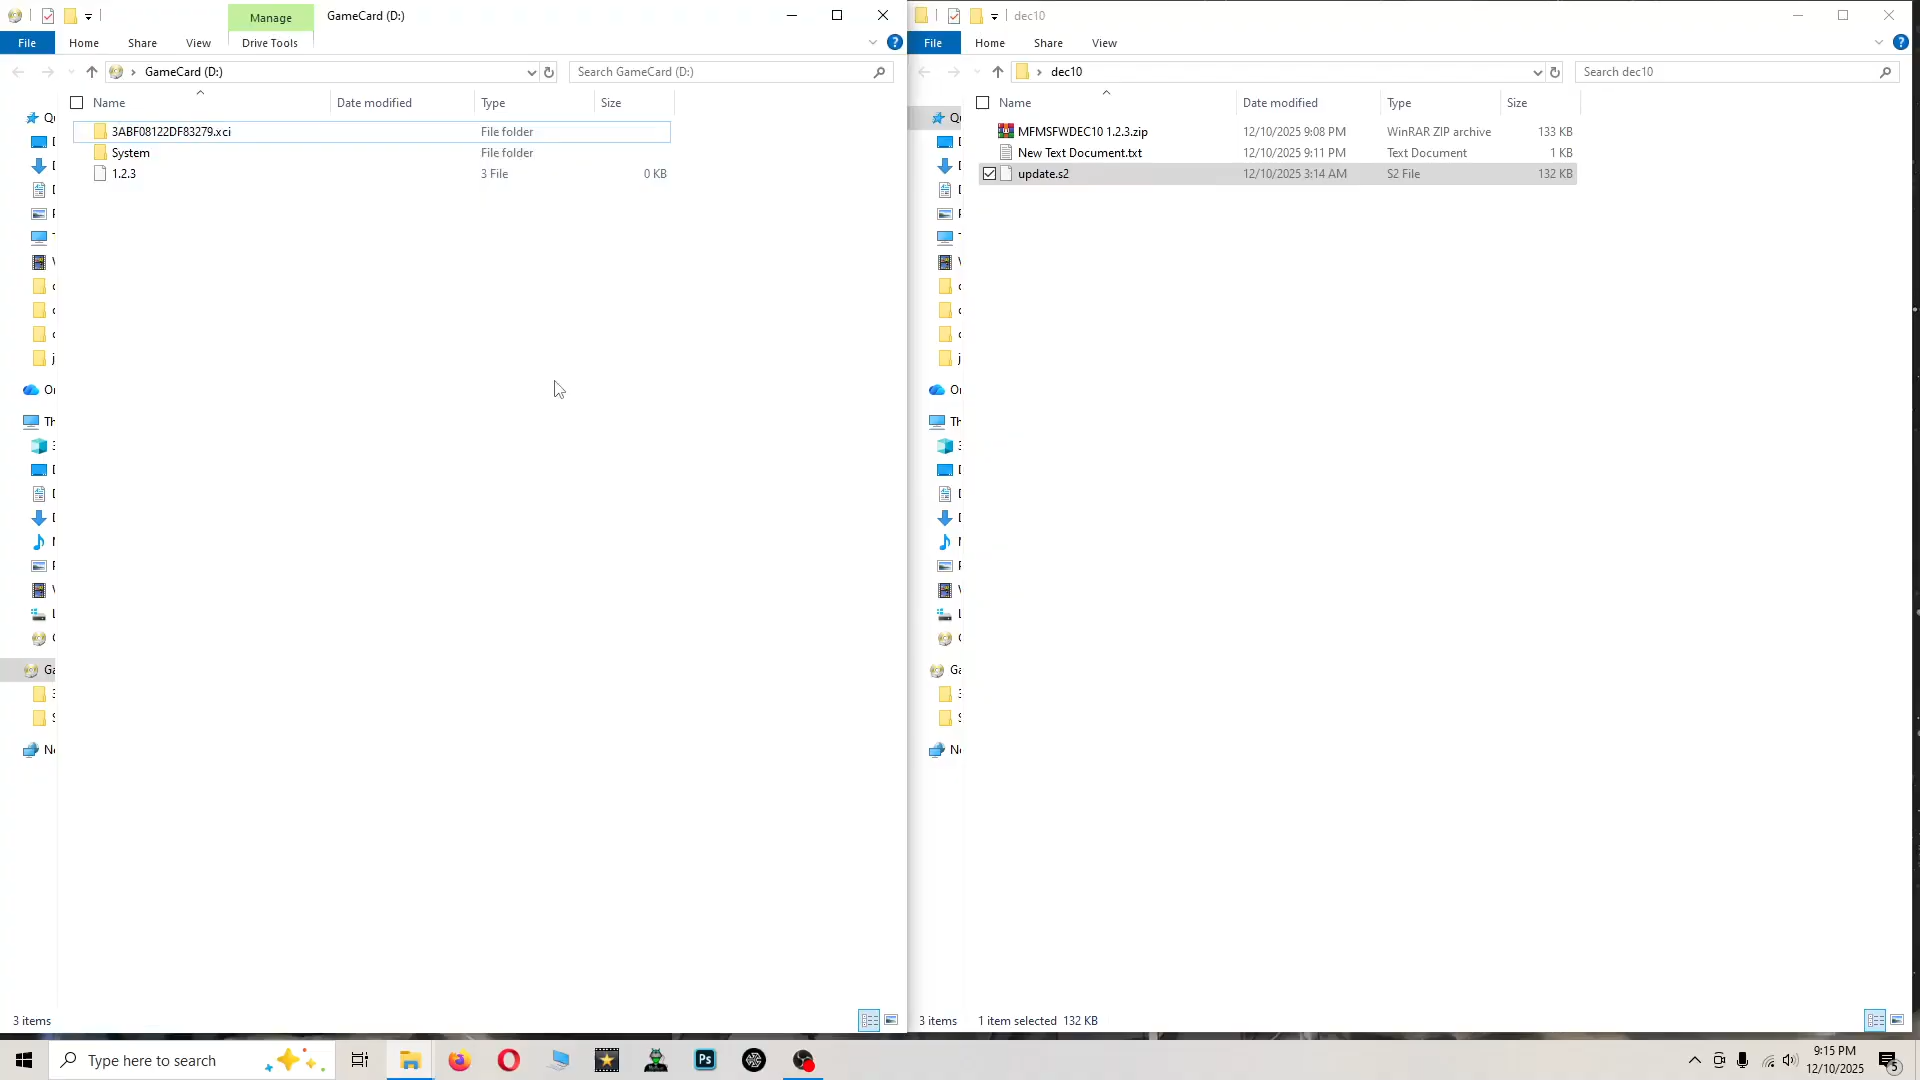 Manage
GameCard (D:)
File
Home
Share
View
Drive Tools
GameCard (D:)
Search GameCard (D:)
Name
Date modified
Type
Size
3ABF08122DF83279.xci
File folder
System
File folder
1.2.3
3 File
0 KB
3 items
dec10
File
Home
Share
View
dec10
Search dec10
Name
Date modified
Type
Size
MFMSFWDEC10 1.2.3.zip
12/10/2025 9:08 PM
WinRAR ZIP archive
133 KB
New Text Document.txt
12/10/2025 9:11 PM
Text Document
1 KB
update.s2
12/10/2025 3:14 AM
S2 File
132 KB
3 items
1 item selected 132 KB
Type here to search
Ps
9:15 PM
12/10/2025
5